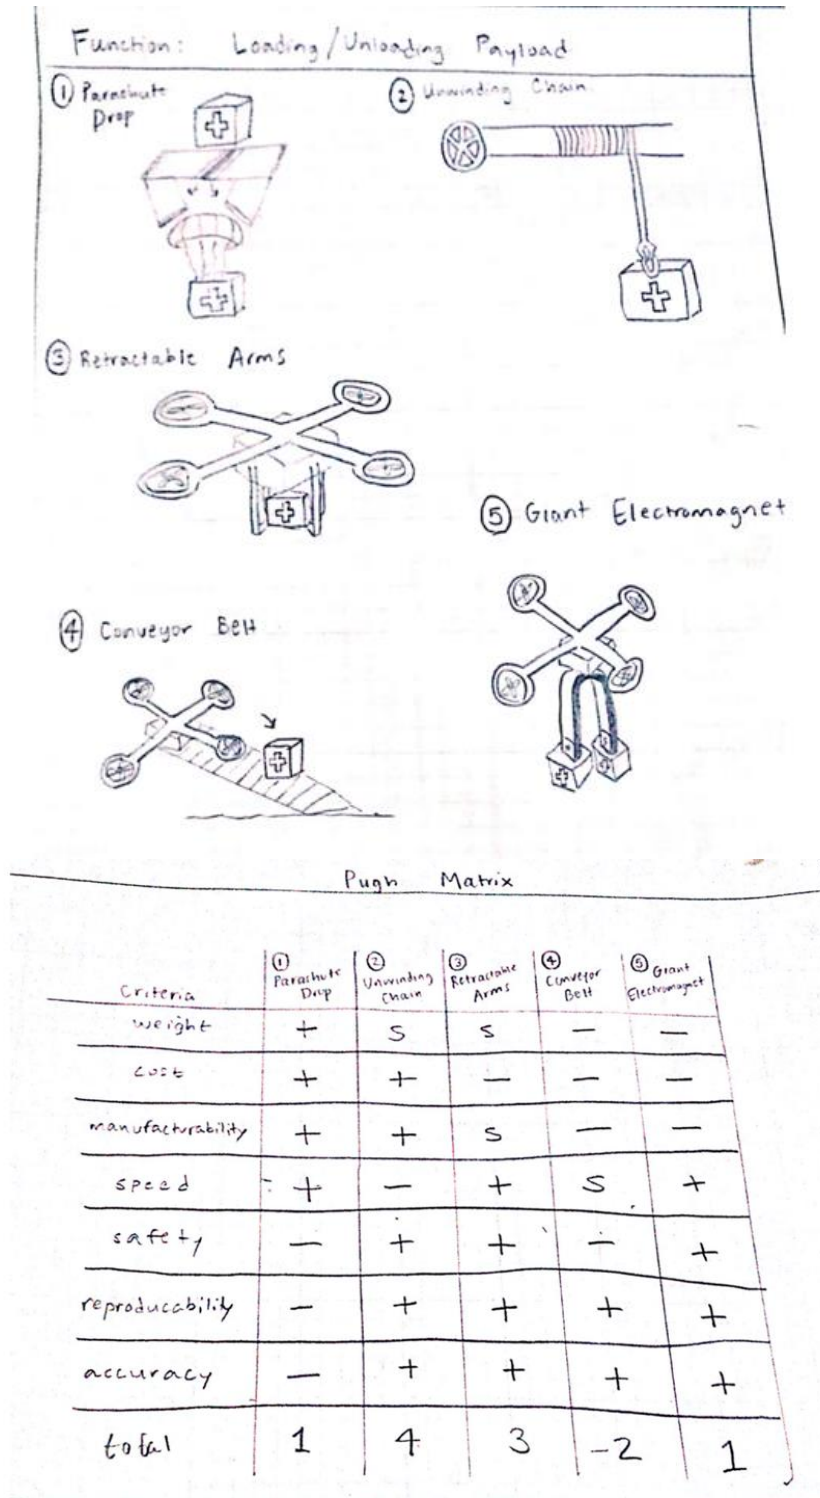 Function: Loading/Unloading Payload
① Parachute
Drop
② Unwinding Chain
③ Retractable Arms
⑤ Giant Electromagnet
④ Conveyor Belt
Pugh Matrix
Criteria ① Parachute Drop ② Unwinding Chain ③ Retractable Arms ④ Conveyor Belt ⑤ Giant Electromagnet
weight + S S − −
cost + + − − −
manufacturability + + S − −
speed + − + S +
safety − + + − +
reproducability − + + + +
accuracy − + + + +
total 1 4 3 -2 1